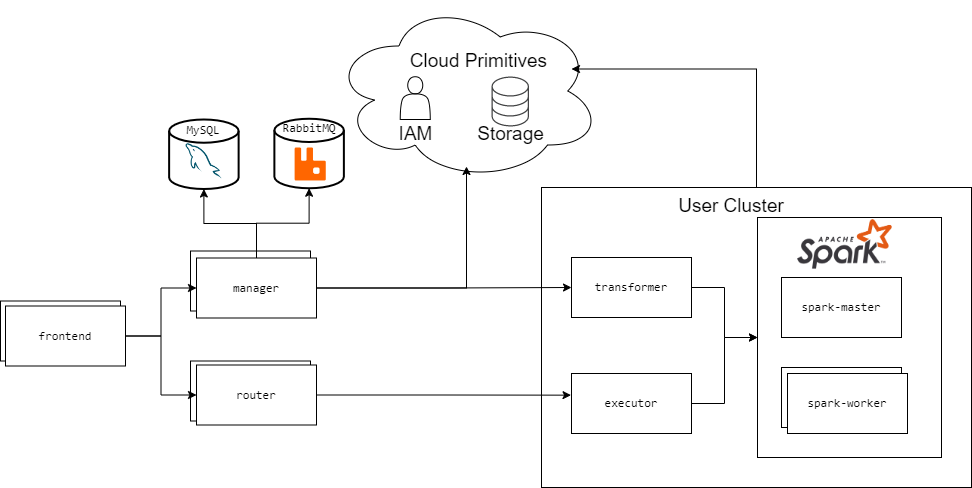 Cloud Primitives
IAM
Storage
MySQL
RabbitMQ
User Cluster
APACHE
Spark
manager
transformer
spark-master
frontend
router
executor
spark-worker